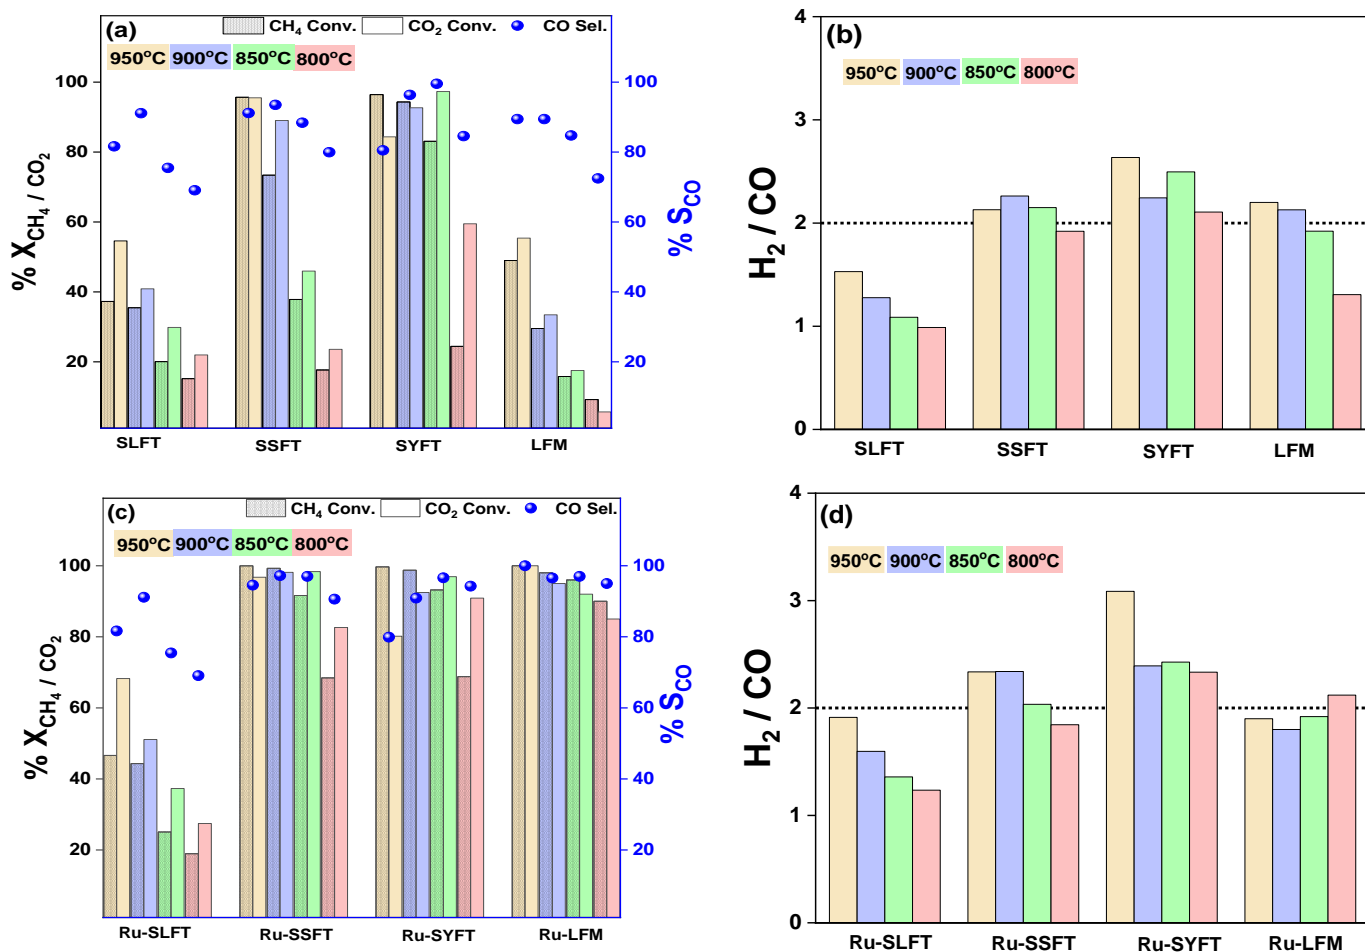 (a)
CH₄ Conv. CO₂ Conv. CO Sel.
950°C 900°C 850°C 800°C
% X_CH₄ / CO₂
100
80
60
40
20
% S_CO
100
80
60
40
20
SLFT SSFT SYFT LFM
(b)
950°C 900°C 850°C 800°C
H₂ / CO
4
3
2
1
0
SLFT SSFT SYFT LFM
(c)
CH₄ Conv. CO₂ Conv. CO Sel.
950°C 900°C 850°C 800°C
% X_CH₄ / CO₂
100
80
60
40
20
% S_CO
100
80
60
40
20
Ru-SLFT Ru-SSFT Ru-SYFT Ru-LFM
(d)
950°C 900°C 850°C 800°C
H₂ / CO
4
3
2
1
0
Ru-SLFT Ru-SSFT Ru-SYFT Ru-LFM